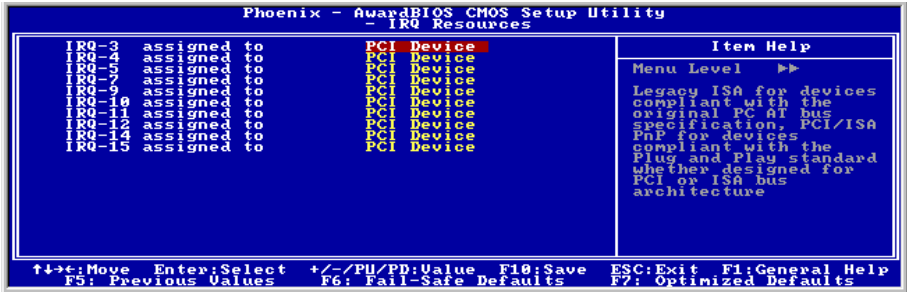 Phoenix - AwardBIOS CMOS Setup Utility
- IRQ Resources
IRQ-3 assigned to PCI Device
IRQ-4 assigned to PCI Device
IRQ-5 assigned to PCI Device
IRQ-7 assigned to PCI Device
IRQ-9 assigned to PCI Device
IRQ-10 assigned to PCI Device
IRQ-11 assigned to PCI Device
IRQ-12 assigned to PCI Device
IRQ-14 assigned to PCI Device
IRQ-15 assigned to PCI Device
Item Help
Menu Level ▶▶
Legacy ISA for devices
compliant with the
original PC AT bus
specification, PCI/ISA
PnP for devices
compliant with the
Plug and Play standard
whether designed for
PCI or ISA bus
architecture
↑↓→←:Move Enter:Select +/-/PU/PD:Value F10:Save ESC:Exit F1:General Help
F5: Previous Values F6: Fail-Safe Defaults F7: Optimized Defaults